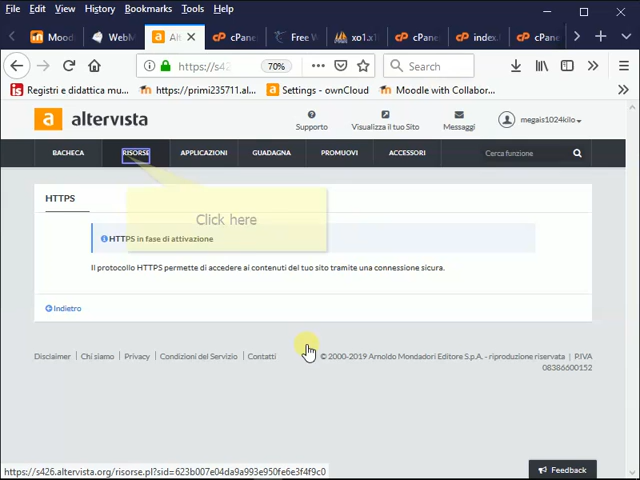 File Edit View History Bookmarks Tools Help
Mood
WebM
Al
cPane
Free W
xo1.x1
cPane
index.
cPane
https://s42
70%
Search
Registri e didattica mu...
https://primi235711.al...
Settings - ownCloud
Moodle with Collabor...
altervista
Supporto
Visualizza il tuo Sito
Messaggi
megais1024kilo
BACHECA RISORSE APPLICAZIONI GUADAGNA PROMUOVI ACCESSORI
Cerca funzione
HTTPS
Click here
HTTPS in fase di attivazione
Il protocollo HTTPS permette di accedere ai contenuti del tuo sito tramite una connessione sicura.
Indietro
Disclaimer | Chi siamo | Privacy | Condizioni del Servizio | Contatti
© 2000-2019 Arnoldo Mondadori Editore S.p.A. - riproduzione riservata | P.IVA
08386600152
Feedback
https://s426.altervista.org/risorse.pl?sid=623b007e04da9a993e950fe6e3f4f9c0